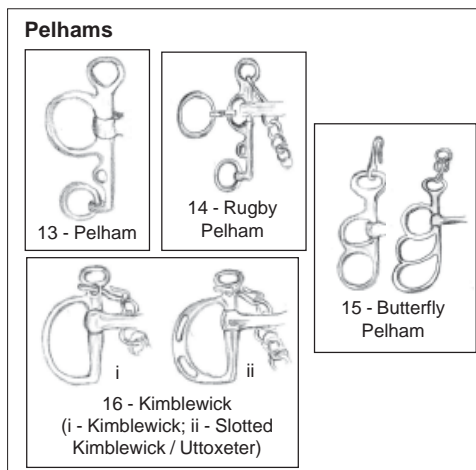 Pelhams
13 - Pelham
14 - Rugby
Pelham
15 - Butterfly
Pelham
i
ii
16 - Kimblewick
(i - Kimblewick; ii - Slotted
Kimblewick / Uttoxeter)